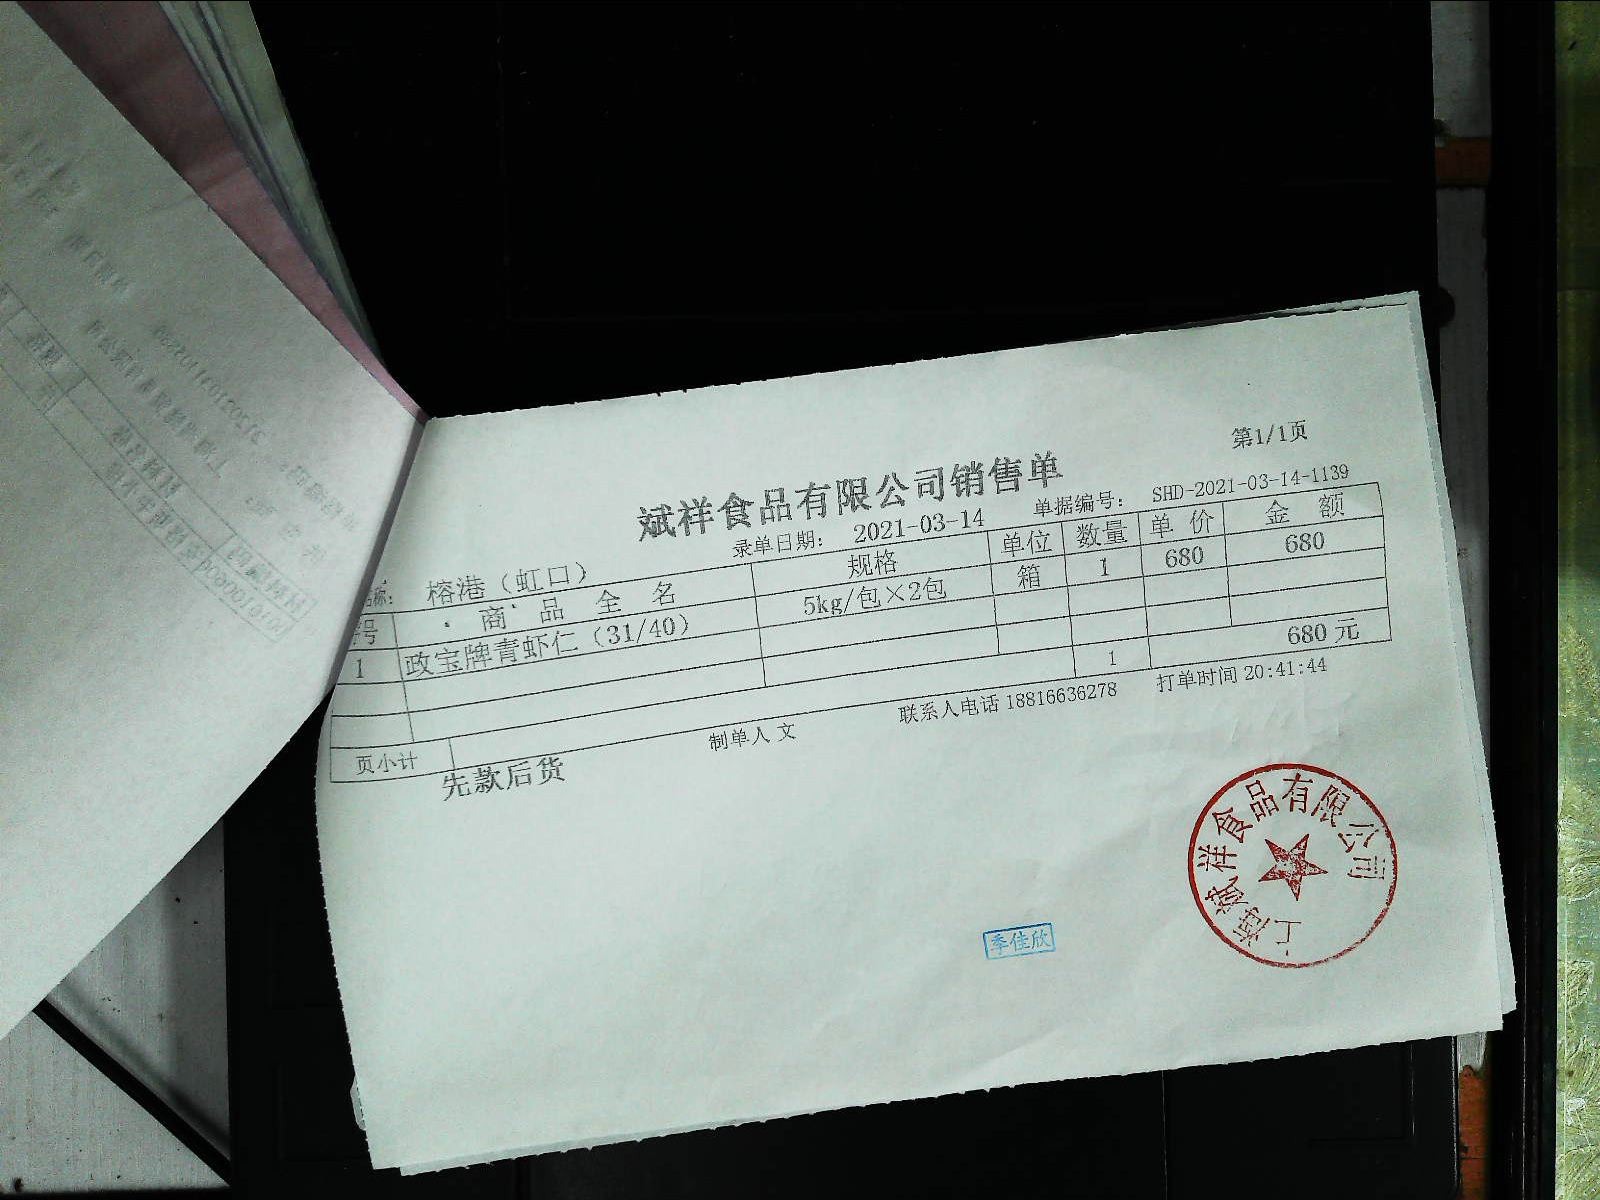 第1/1页
斌祥食品有限公司销售单
录单日期： 2021-03-14 单据编号： SHD-2021-03-14-1139
称： 榕港（虹口）
号 商品全名 规格 单位 数量 单价 金额
1 政宝牌青虾仁（31/40） 5kg/包×2包 箱 1 680 680
页小计 1 680 元
先款后货 制单人 文 联系人电话 18816636278 打单时间 20:41:44
上海斌祥食品有限公司
季佳欣